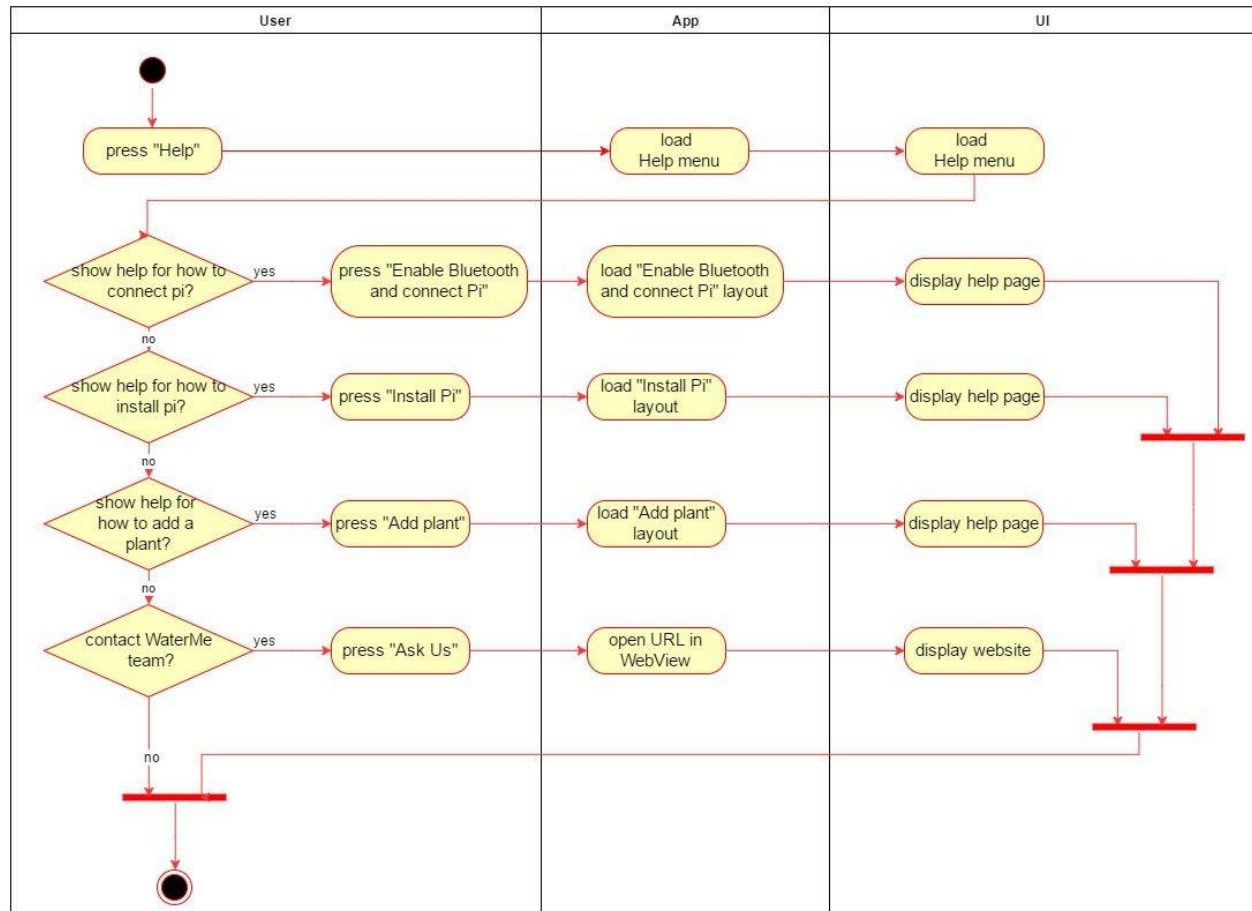 User
App
UI
press "Help"
load
Help menu
load
Help menu
show help for how to
connect pi?
yes
press "Enable Bluetooth
and connect Pi"
load "Enable Bluetooth
and connect Pi" layout
display help page
no
show help for how to
install pi?
yes
press "Install Pi"
load "Install Pi"
layout
display help page
no
show help for
how to add a
plant?
yes
press "Add plant"
load "Add plant"
layout
display help page
no
contact WaterMe
team?
yes
press "Ask Us"
open URL in
WebView
display website
no